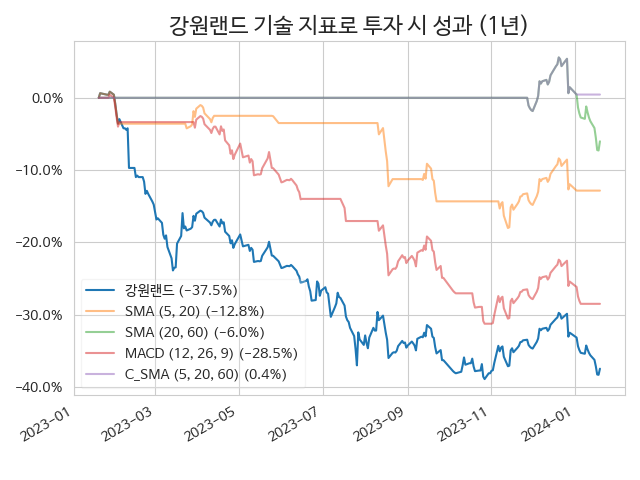 강원랜드 기술 지표로 투자 시 성과 (1년)
0.0%
−10.0%
−20.0%
−30.0%
−40.0%
강원랜드 (−37.5%)
SMA (5, 20) (−12.8%)
SMA (20, 60) (−6.0%)
MACD (12, 26, 9) (−28.5%)
C_SMA (5, 20, 60) (0.4%)
2023-01
2023-03
2023-05
2023-07
2023-09
2023-11
2024-01